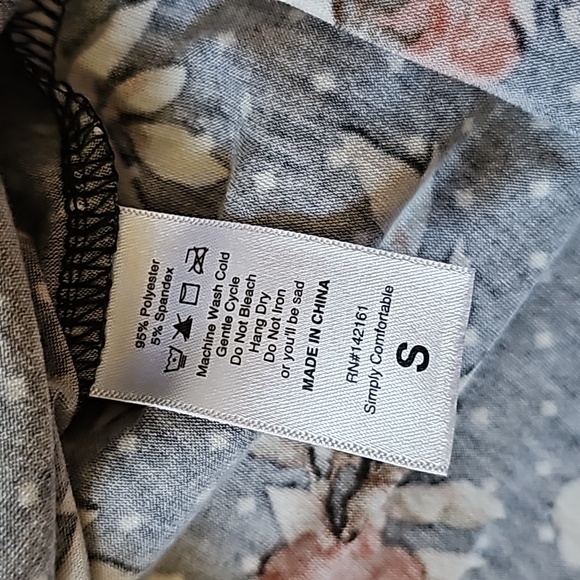 95% Polyester
5% Spandex
Machine Wash Cold
Gentle Cycle
Do Not Bleach
Hang Dry
Do Not Iron
or you'll be sad
MADE IN CHINA
RN#142161
Simply Comfortable
S